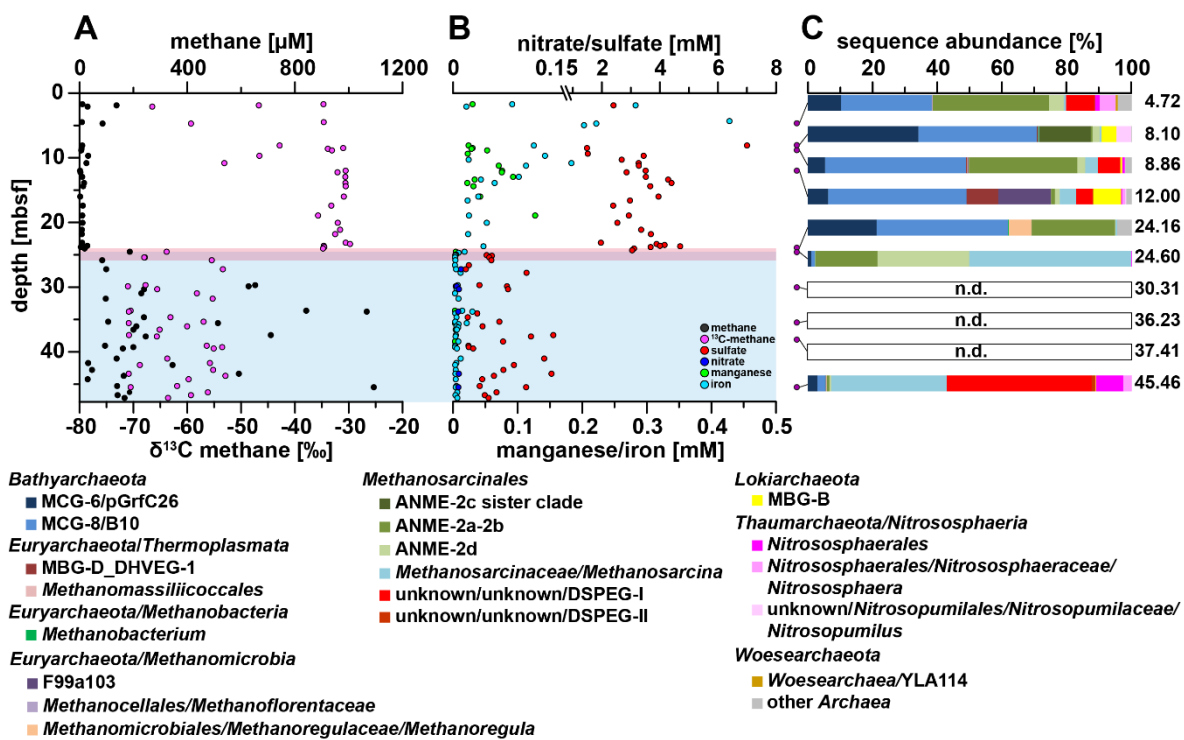 A
methane [µM]
0 400 800 1200
B
nitrate/sulfate [mM]
0 0.15 2 4 6 8
C
sequence abundance [%]
0 20 40 60 80 100
depth [mbsf]
0
10
20
30
40
4.72
8.10
8.86
12.00
24.16
24.60
n.d. 30.31
n.d. 36.23
n.d. 37.41
45.46
methane
¹³C-methane
sulfate
nitrate
manganese
iron
-80 -70 -60 -50 -40 -30 -20
δ¹³C methane [‰]
0 0.1 0.2 0.3 0.4 0.5
manganese/iron [mM]
Bathyarchaeota
MCG-6/pGrfC26
MCG-8/B10
Euryarchaeota/Thermoplasmata
MBG-D_DHVEG-1
Methanomassiliicoccales
Euryarchaeota/Methanobacteria
Methanobacterium
Euryarchaeota/Methanomicrobia
F99a103
Methanocellales/Methanoflorentaceae
Methanomicrobiales/Methanoregulaceae/Methanoregula
Methanosarcinales
ANME-2c sister clade
ANME-2a-2b
ANME-2d
Methanosarcinaceae/Methanosarcina
unknown/unknown/DSPEG-I
unknown/unknown/DSPEG-II
Lokiarchaeota
MBG-B
Thaumarchaeota/Nitrososphaeria
Nitrososphaerales
Nitrososphaerales/Nitrososphaeraceae/
Nitrososphaera
unknown/Nitrosopumilales/Nitrosopumilaceae/
Nitrosopumilus
Woesearchaeota
Woesearchaea/YLA114
other Archaea